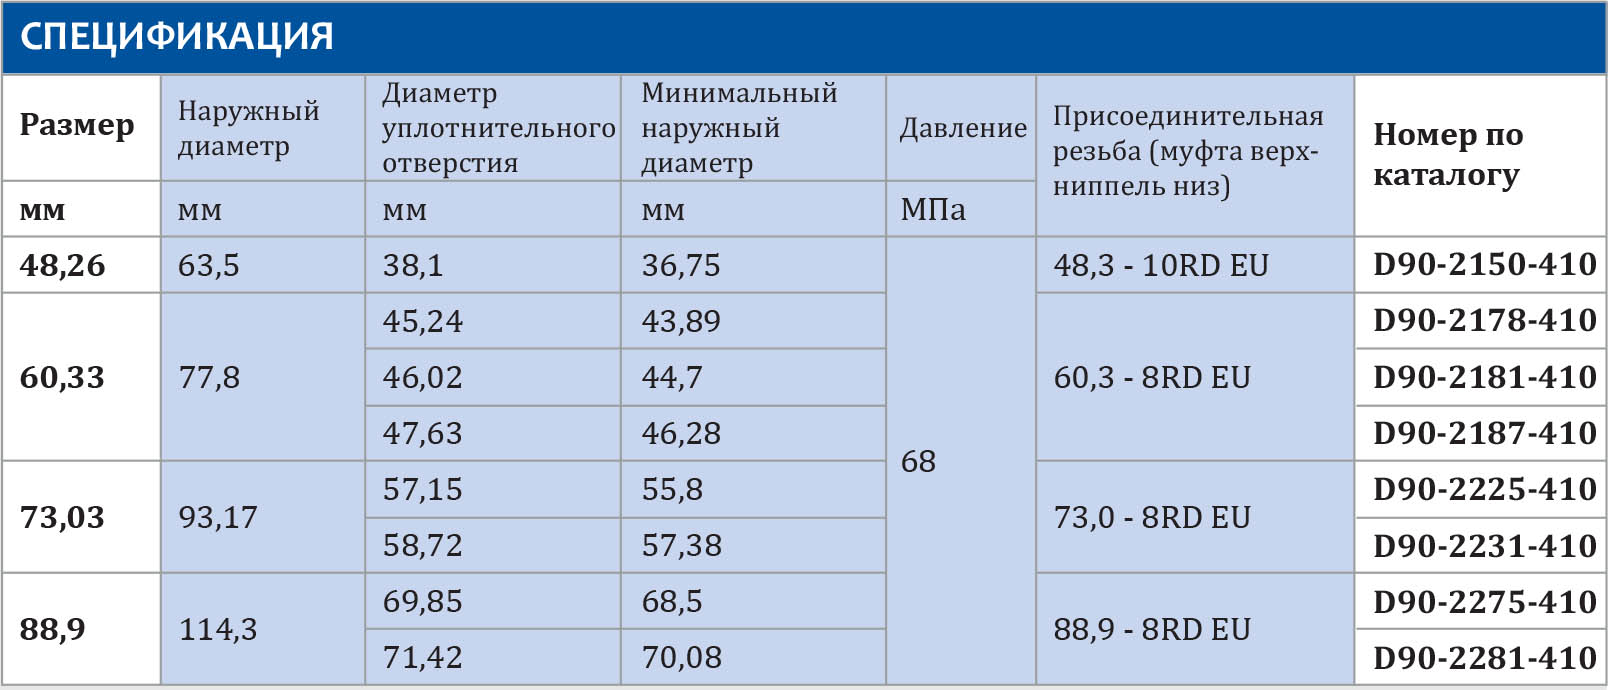 СПЕЦИФИКАЦИЯ
Размер
Наружный
диаметр
Диаметр
уплотнительного
отверстия
Минимальный
наружный
диаметр
Давление
Присоединительная
резьба (муфта верх-
ниппель низ)
Номер по
каталогу
мм мм мм мм МПа
48,26 63,5 38,1 36,75 68 48,3 - 10RD EU D90-2150-410
60,33 77,8 45,24 43,89 60,3 - 8RD EU D90-2178-410
46,02 44,7 D90-2181-410
47,63 46,28 D90-2187-410
73,03 93,17 57,15 55,8 73,0 - 8RD EU D90-2225-410
58,72 57,38 D90-2231-410
88,9 114,3 69,85 68,5 88,9 - 8RD EU D90-2275-410
71,42 70,08 D90-2281-410